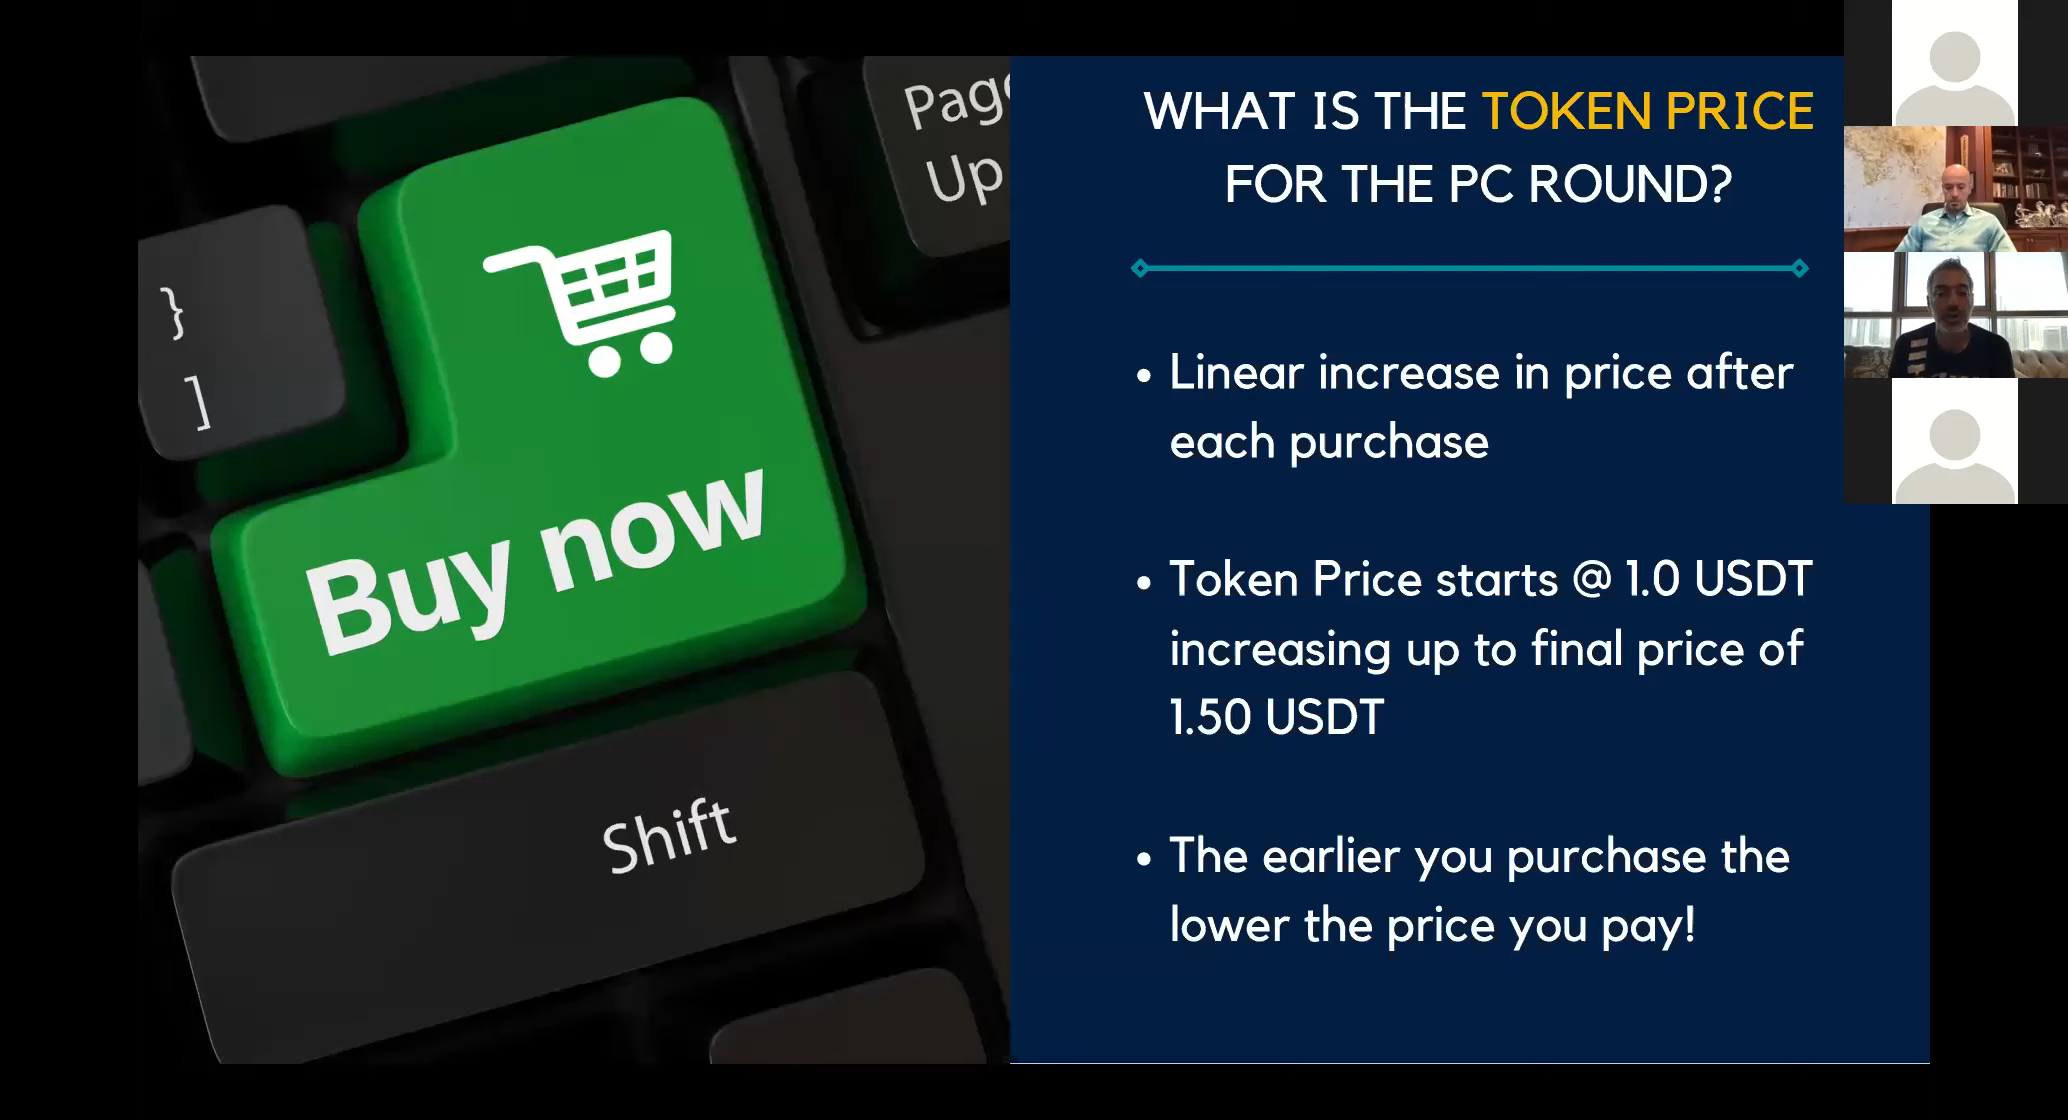 Page
Up
}
]
Buy now
Shift
WHAT IS THE TOKEN PRICE
FOR THE PC ROUND?
• Linear increase in price after
each purchase
• Token Price starts @ 1.0 USDT
increasing up to final price of
1.50 USDT
• The earlier you purchase the
lower the price you pay!